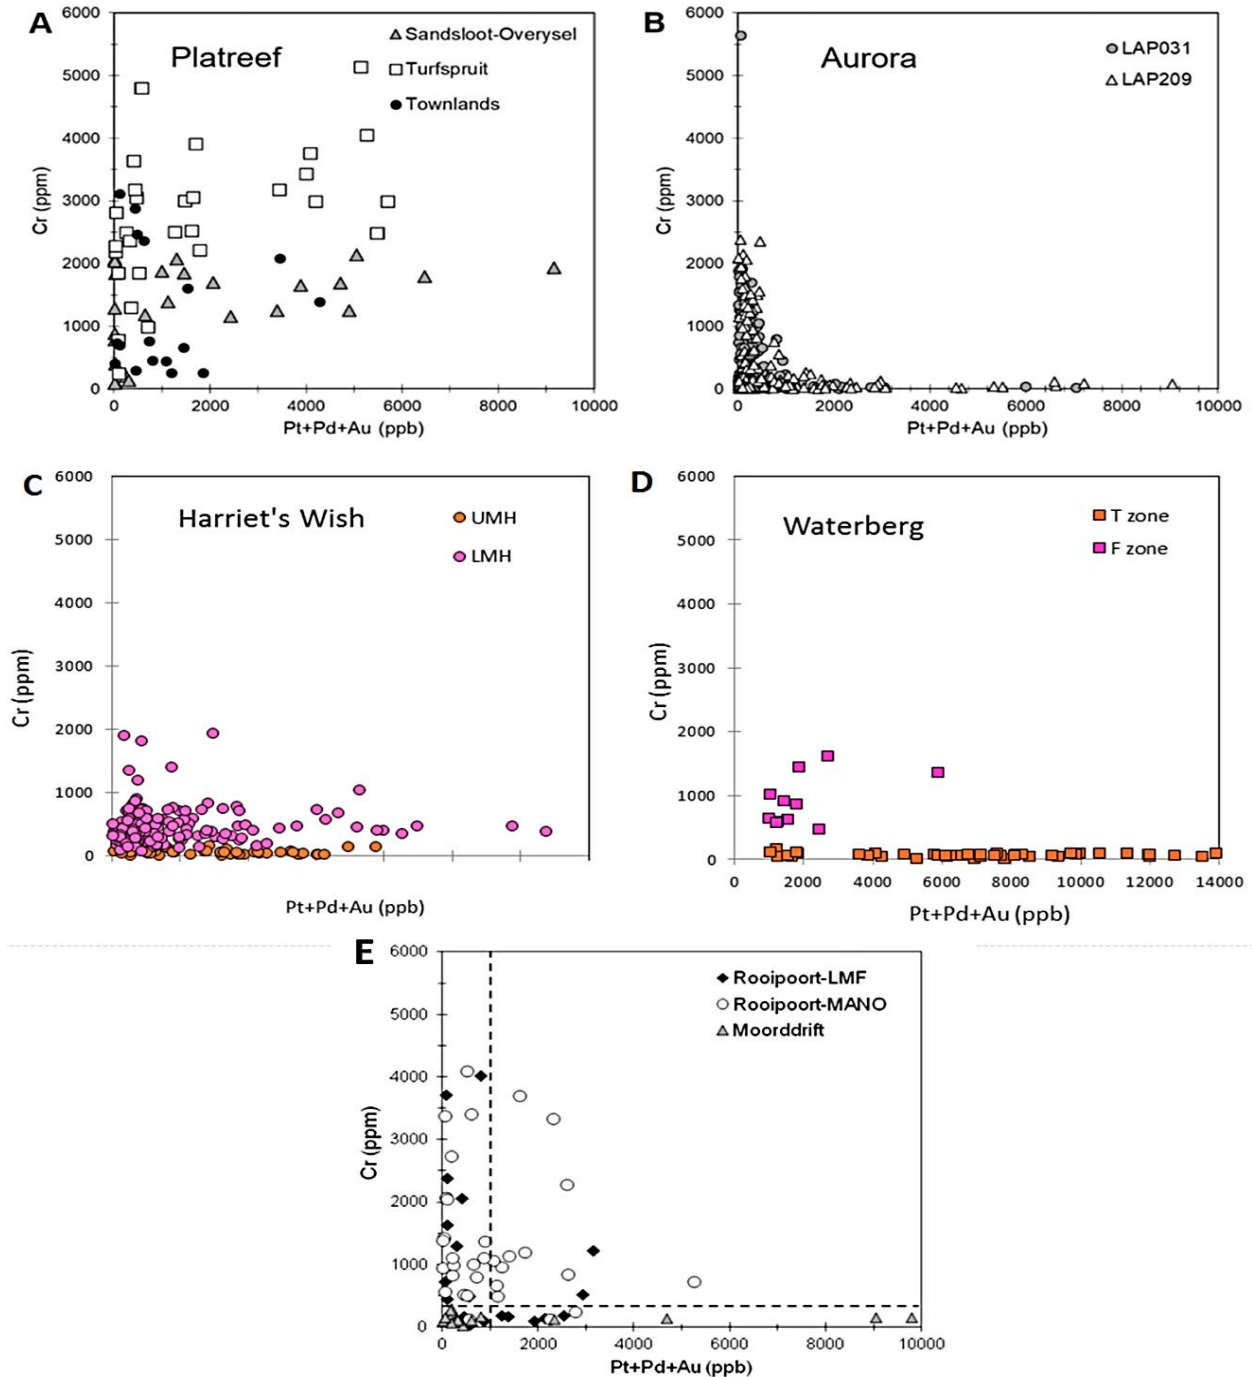 A
Platreef
Sandsloot-Overysel
Turfspruit
Townlands
6000
5000
4000
3000
2000
1000
0
Cr (ppm)
0 2000 4000 6000 8000 10000
Pt+Pd+Au (ppb)
B
Aurora
LAP031
LAP209
6000
5000
4000
3000
2000
1000
0
Cr (ppm)
0 2000 4000 6000 8000 10000
Pt+Pd+Au (ppb)
C
Harriet's Wish
UMH
LMH
6000
5000
4000
3000
2000
1000
0
Cr (ppm)
Pt+Pd+Au (ppb)
D
Waterberg
T zone
F zone
6000
5000
4000
3000
2000
1000
0
Cr (ppm)
0 2000 4000 6000 8000 10000 12000 14000
Pt+Pd+Au (ppb)
E
Rooipoort-LMF
Rooipoort-MANO
Moorddrift
6000
5000
4000
3000
2000
1000
0
Cr (ppm)
0 2000 4000 6000 8000 10000
Pt+Pd+Au (ppb)